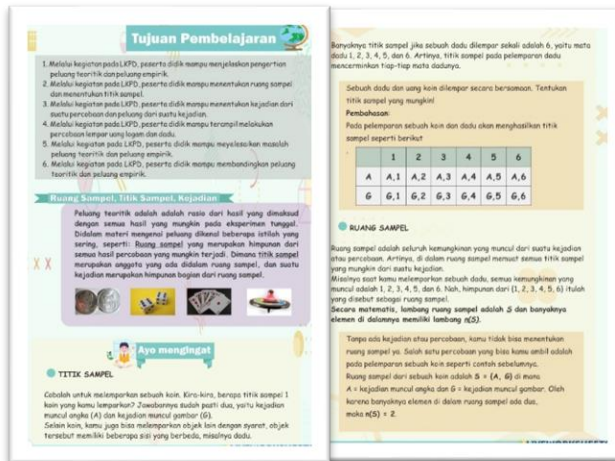 Tujuan Pembelajaran
1. Melalui kegiatan pada LKPD, peserta didik mampu menjelaskan pengertian
peluang teoritik dan peluang empirik.
2. Melalui kegiatan pada LKPD, peserta didik mampu menentukan ruang sampel
dan menentukan titik sampel.
3. Melalui kegiatan pada LKPD, peserta didik mampu menentukan kejadian dari
suatu percobaan dan peluang dari suatu kejadian.
4. Melalui kegiatan pada LKPD, peserta didik mampu terampil melakukan
percobaan lempar uang logam dan dadu.
5. Melalui kegiatan pada LKPD, peserta didik mampu meyelesaikan masalah
peluang teoritik dan peluang empirik.
6. Melalui kegiatan pada LKPD, peserta didik mampu membandingkan peluang
teoritik dan peluang empirik.
Ruang Sampel, Titik Sampel, Kejadian
Peluang teoritik adalah adalah rasio dari hasil yang dimaksud
dengan semua hasil yang mungkin pada eksperimen tunggal.
Didalam materi mengenai peluang dikenal beberapa istilah yang
sering, seperti: Ruang sampel yang merupakan himpunan dari
semua hasil percobaan yang mungkin terjadi. Dimana titik sampel
merupakan anggota yang ada didalam ruang sampel, dan suatu
kejadian merupakan himpunan bagian dari ruang sampel.
Ayo mengingat
TITIK SAMPEL
Cobalah untuk melemparkan sebuah koin. Kira-kira, berapa titik sampel 1
koin yang kamu lemparkan? Jawabannya sudah pasti dua, yaitu kejadian
muncul angka (A) dan kejadian muncul gambar (G).
Selain koin, kamu juga bisa melemparkan objek lain dengan syarat, objek
tersebut memiliki beberapa sisi yang berbeda, misalnya dadu.
Banyaknya titik sampel jika sebuah dadu dilempar sekali adalah 6, yaitu mata
dadu 1, 2, 3, 4, 5, dan 6. Artinya, titik sampel pada pelemparan dadu
mencerminkan tiap-tiap mata dadunya.
Sebuah dadu dan uang koin dilempar secara bersamaan. Tentukan
titik sampel yang mungkin!
Pembahasan:
Pada pelemparan sebuah koin dan dadu akan menghasilkan titik
sampel seperti berikut
1 2 3 4 5 6
A A,1 A,2 A,3 A,4 A,5 A,6
G G,1 G,2 G,3 G,4 G,5 G,6
RUANG SAMPEL
Ruang sampel adalah seluruh kemungkinan yang muncul dari suatu kejadian
atau percobaan. Artinya, di dalam ruang sampel memuat semua titik sampel
yang mungkin dari suatu kejadian.
Misalnya saat kamu melemparkan sebuah dadu, semua kemungkinan yang
muncul adalah 1, 2, 3, 4, 5, dan 6. Nah, himpunan dari {1, 2, 3, 4, 5, 6} itulah
yang disebut sebagai ruang sampel.
Secara matematis, lambang ruang sampel adalah S dan banyaknya
elemen di dalamnya memiliki lambang n(S).
Tanpa ada kejadian atau percobaan, kamu tidak bisa menentukan
ruang sampel ya. Salah satu percobaan yang bisa kamu ambil adalah
pada pelemparan sebuah koin seperti contoh sebelumnya.
Ruang sampel dari sebuah koin adalah S = {A, G} di mana
A = kejadian muncul angka dan G = kejadian muncul gambar. Oleh
karena banyaknya elemen di dalam ruang sampel ada dua,
maka n(S) = 2.